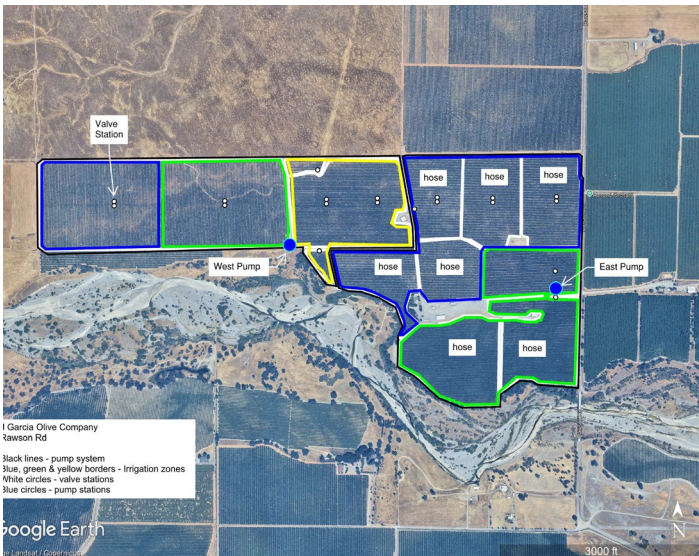 Valve
Station
hose
hose
hose
West Pump
hose
hose
East Pump
hose
hose
Garcia Olive Company
Rawson Rd
Black lines - pump system
Blue, green & yellow borders - Irrigation zones
White circles - valve stations
Blue circles - pump stations
Google Earth
Landsat / Copernicus
N
3000 ft